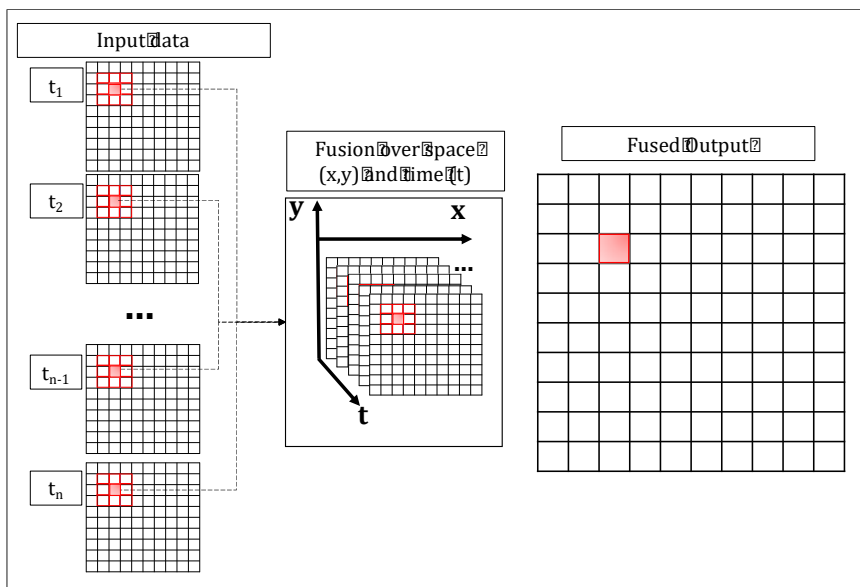 Input data
t1
t2
...
tn-1
tn
Fusion over space
(x,y) and time (t)
y
x
...
t
Fused Output